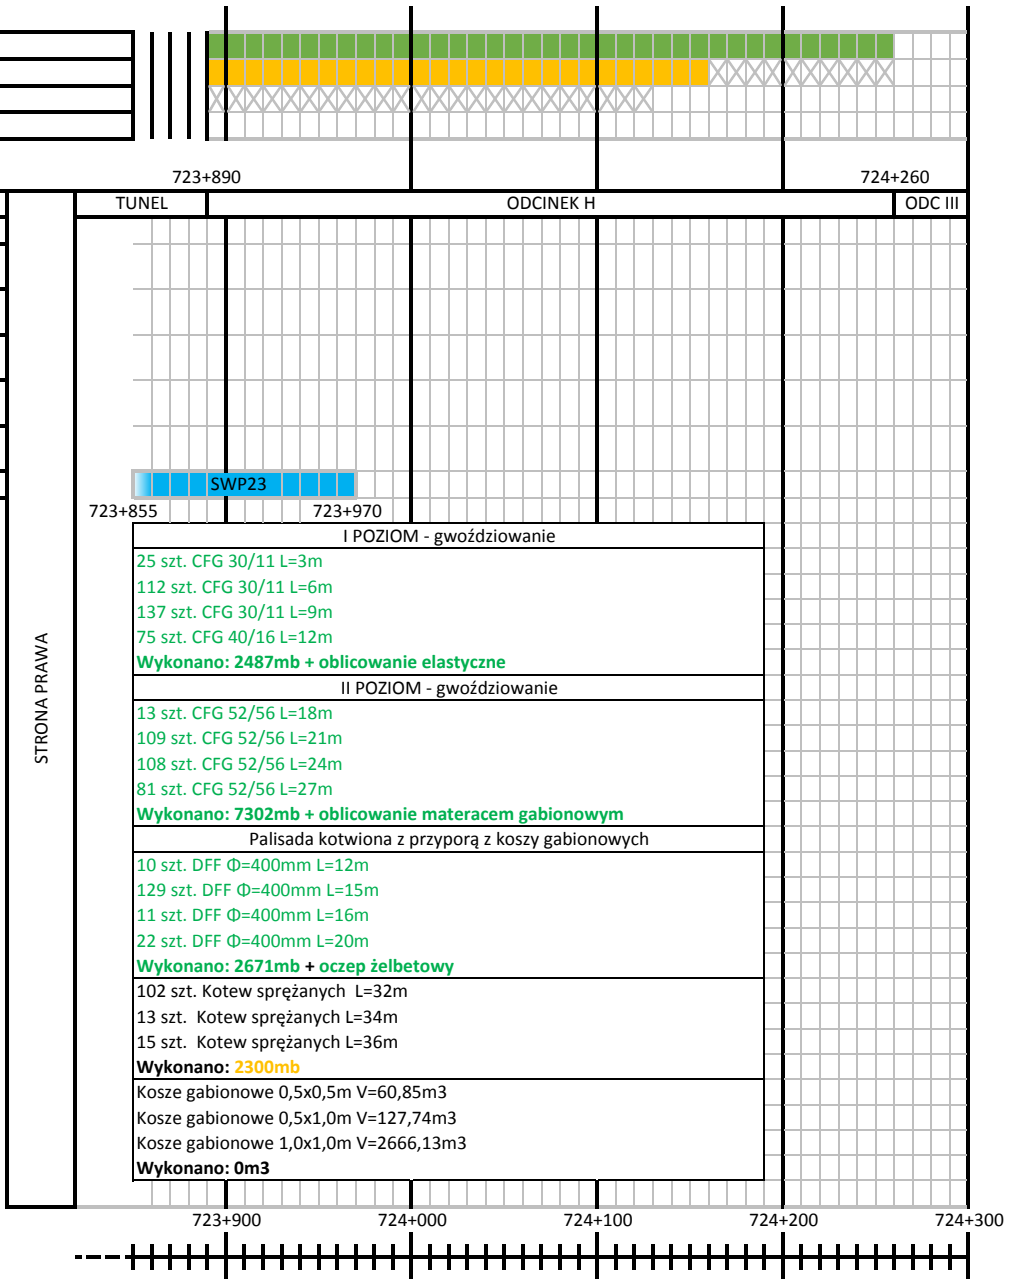 723+890
724+260
TUNEL
ODCINEK H
ODC III
SWP23
723+855
723+970
STRONA PRAWA
I POZIOM - gwoździowanie
25 szt. CFG 30/11 L=3m
112 szt. CFG 30/11 L=6m
137 szt. CFG 30/11 L=9m
75 szt. CFG 40/16 L=12m
Wykonano: 2487mb + oblicowanie elastyczne
II POZIOM - gwoździowanie
13 szt. CFG 52/56 L=18m
109 szt. CFG 52/56 L=21m
108 szt. CFG 52/56 L=24m
81 szt. CFG 52/56 L=27m
Wykonano: 7302mb + oblicowanie materacem gabionowym
Palisada kotwiona z przyporą z koszy gabionowych
10 szt. DFF Φ=400mm L=12m
129 szt. DFF Φ=400mm L=15m
11 szt. DFF Φ=400mm L=16m
22 szt. DFF Φ=400mm L=20m
Wykonano: 2671mb + oczep żelbetowy
102 szt. Kotew sprężanych L=32m
13 szt. Kotew sprężanych L=34m
15 szt. Kotew sprężanych L=36m
Wykonano: 2300mb
Kosze gabionowe 0,5x0,5m V=60,85m3
Kosze gabionowe 0,5x1,0m V=127,74m3
Kosze gabionowe 1,0x1,0m V=2666,13m3
Wykonano: 0m3
723+900
724+000
724+100
724+200
724+300